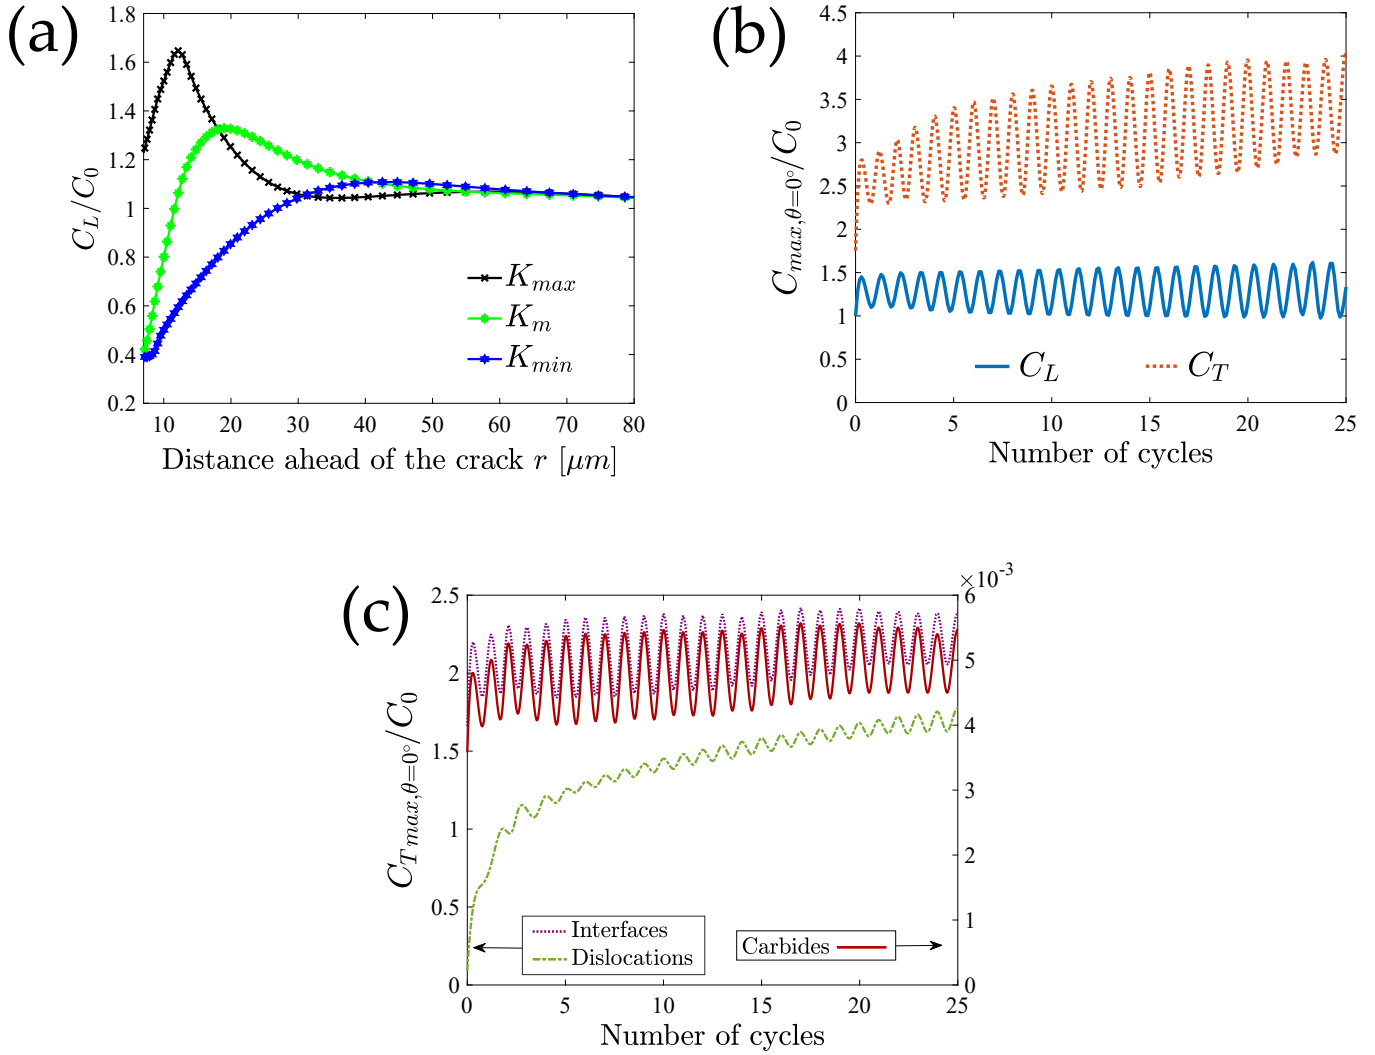 (a)
1.8
1.6
1.4
1.2
1
0.8
0.6
0.4
0.2
C_L/C_0
K_max
K_m
K_min
10 20 30 40 50 60 70 80
Distance ahead of the crack r [μm]
(b)
4.5
4
3.5
3
2.5
2
1.5
1
0.5
0
C_max,θ=0°/C_0
C_L C_T
0 5 10 15 20 25
Number of cycles
(c)
×10^-3
2.5
2
1.5
1
0.5
0
C_T max,θ=0°/C_0
6
5
4
3
2
1
0
Interfaces
Dislocations
Carbides
0 5 10 15 20 25
Number of cycles